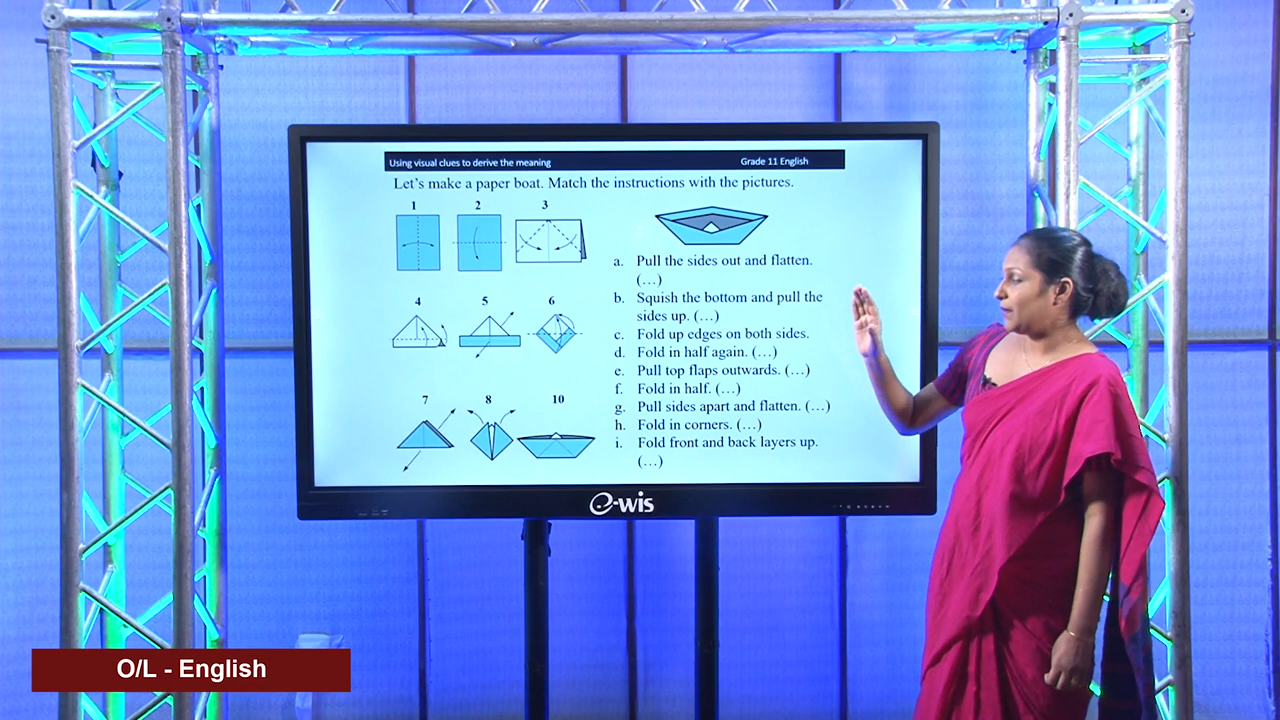 Using visual clues to derive the meaning Grade 11 English
Let's make a paper boat. Match the instructions with the pictures.
1 2 3
4 5 6
7 8 10
a. Pull the sides out and flatten.
(…)
b. Squish the bottom and pull the
sides up. (…)
c. Fold up edges on both sides.
d. Fold in half again. (…)
e. Pull top flaps outwards. (…)
f. Fold in half. (…)
g. Pull sides apart and flatten. (…)
h. Fold in corners. (…)
i. Fold front and back layers up.
(…)
e-wis
O/L - English